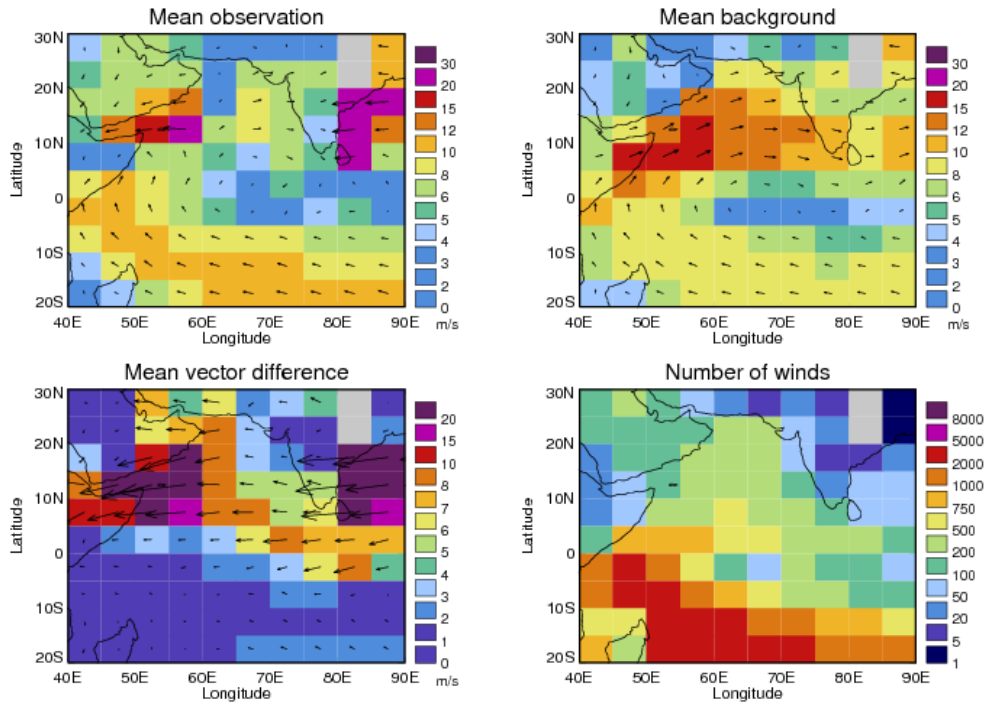 Mean observation
30N
20N
10N
0
10S
20S
Latitude
40E 50E 60E 70E 80E 90E
Longitude
30
20
15
12
10
8
6
5
4
3
2
0
m/s
Mean background
30N
20N
10N
0
10S
20S
Latitude
40E 50E 60E 70E 80E 90E
Longitude
30
20
15
12
10
8
6
5
4
3
2
0
m/s
Mean vector difference
30N
20N
10N
0
10S
20S
Latitude
40E 50E 60E 70E 80E 90E
Longitude
20
15
10
8
7
6
5
4
3
2
1
0
m/s
Number of winds
30N
20N
10N
0
10S
20S
Latitude
40E 50E 60E 70E 80E 90E
Longitude
8000
5000
2000
1000
750
500
200
100
50
20
5
1